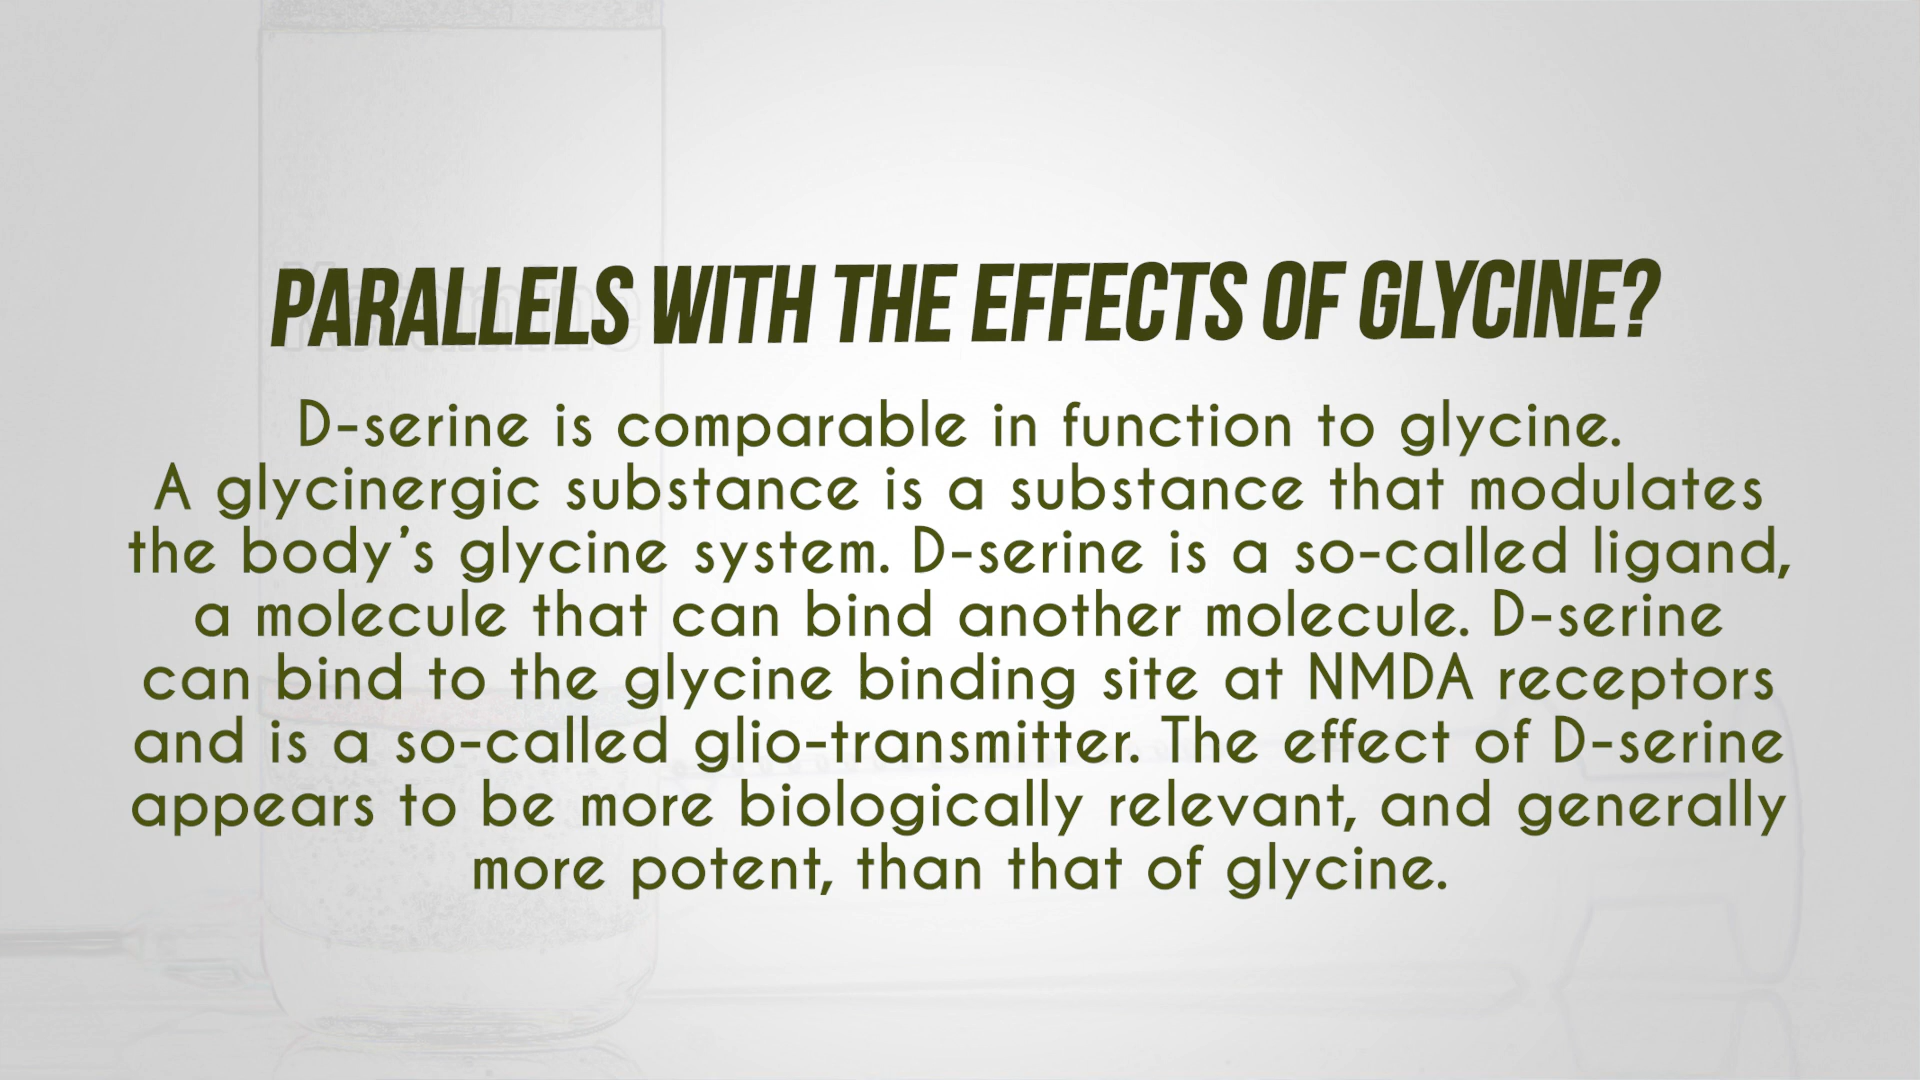 PARALLELS WITH THE EFFECTS OF GLYCINE?
D-serine is comparable in function to glycine.
A glycinergic substance is a substance that modulates
the body's glycine system. D-serine is a so-called ligand,
a molecule that can bind another molecule. D-serine
can bind to the glycine binding site at NMDA receptors
and is a so-called glio-transmitter. The effect of D-serine
appears to be more biologically relevant, and generally
more potent, than that of glycine.